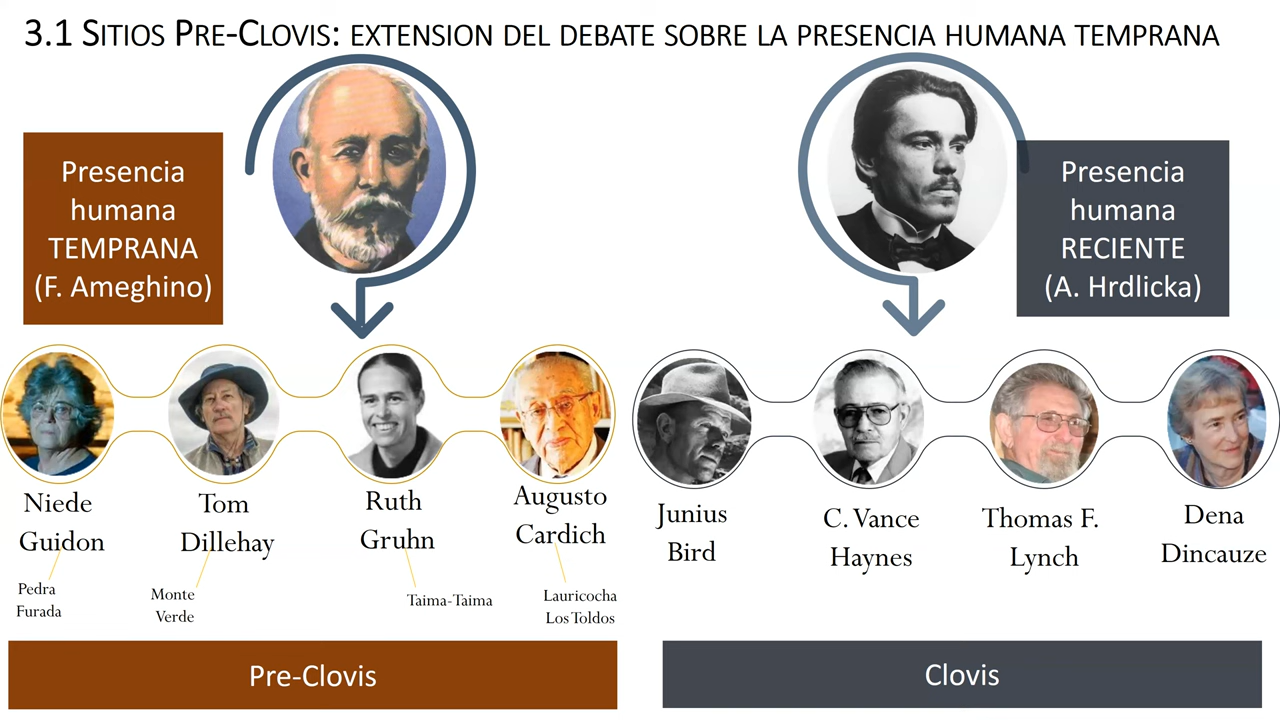 3.1 SITIOS PRE-CLOVIS: EXTENSION DEL DEBATE SOBRE LA PRESENCIA HUMANA TEMPRANA
Presencia
humana
TEMPRANA
(F. Ameghino)
Presencia
humana
RECIENTE
(A. Hrdlicka)
Niede
Guidon
Tom
Dillehay
Ruth
Gruhn
Augusto
Cardich
Junius
Bird
C. Vance
Haynes
Thomas F.
Lynch
Dena
Dincauze
Pedra
Furada
Monte
Verde
Taima-Taima
Lauricocha
Los Toldos
Pre-Clovis
Clovis